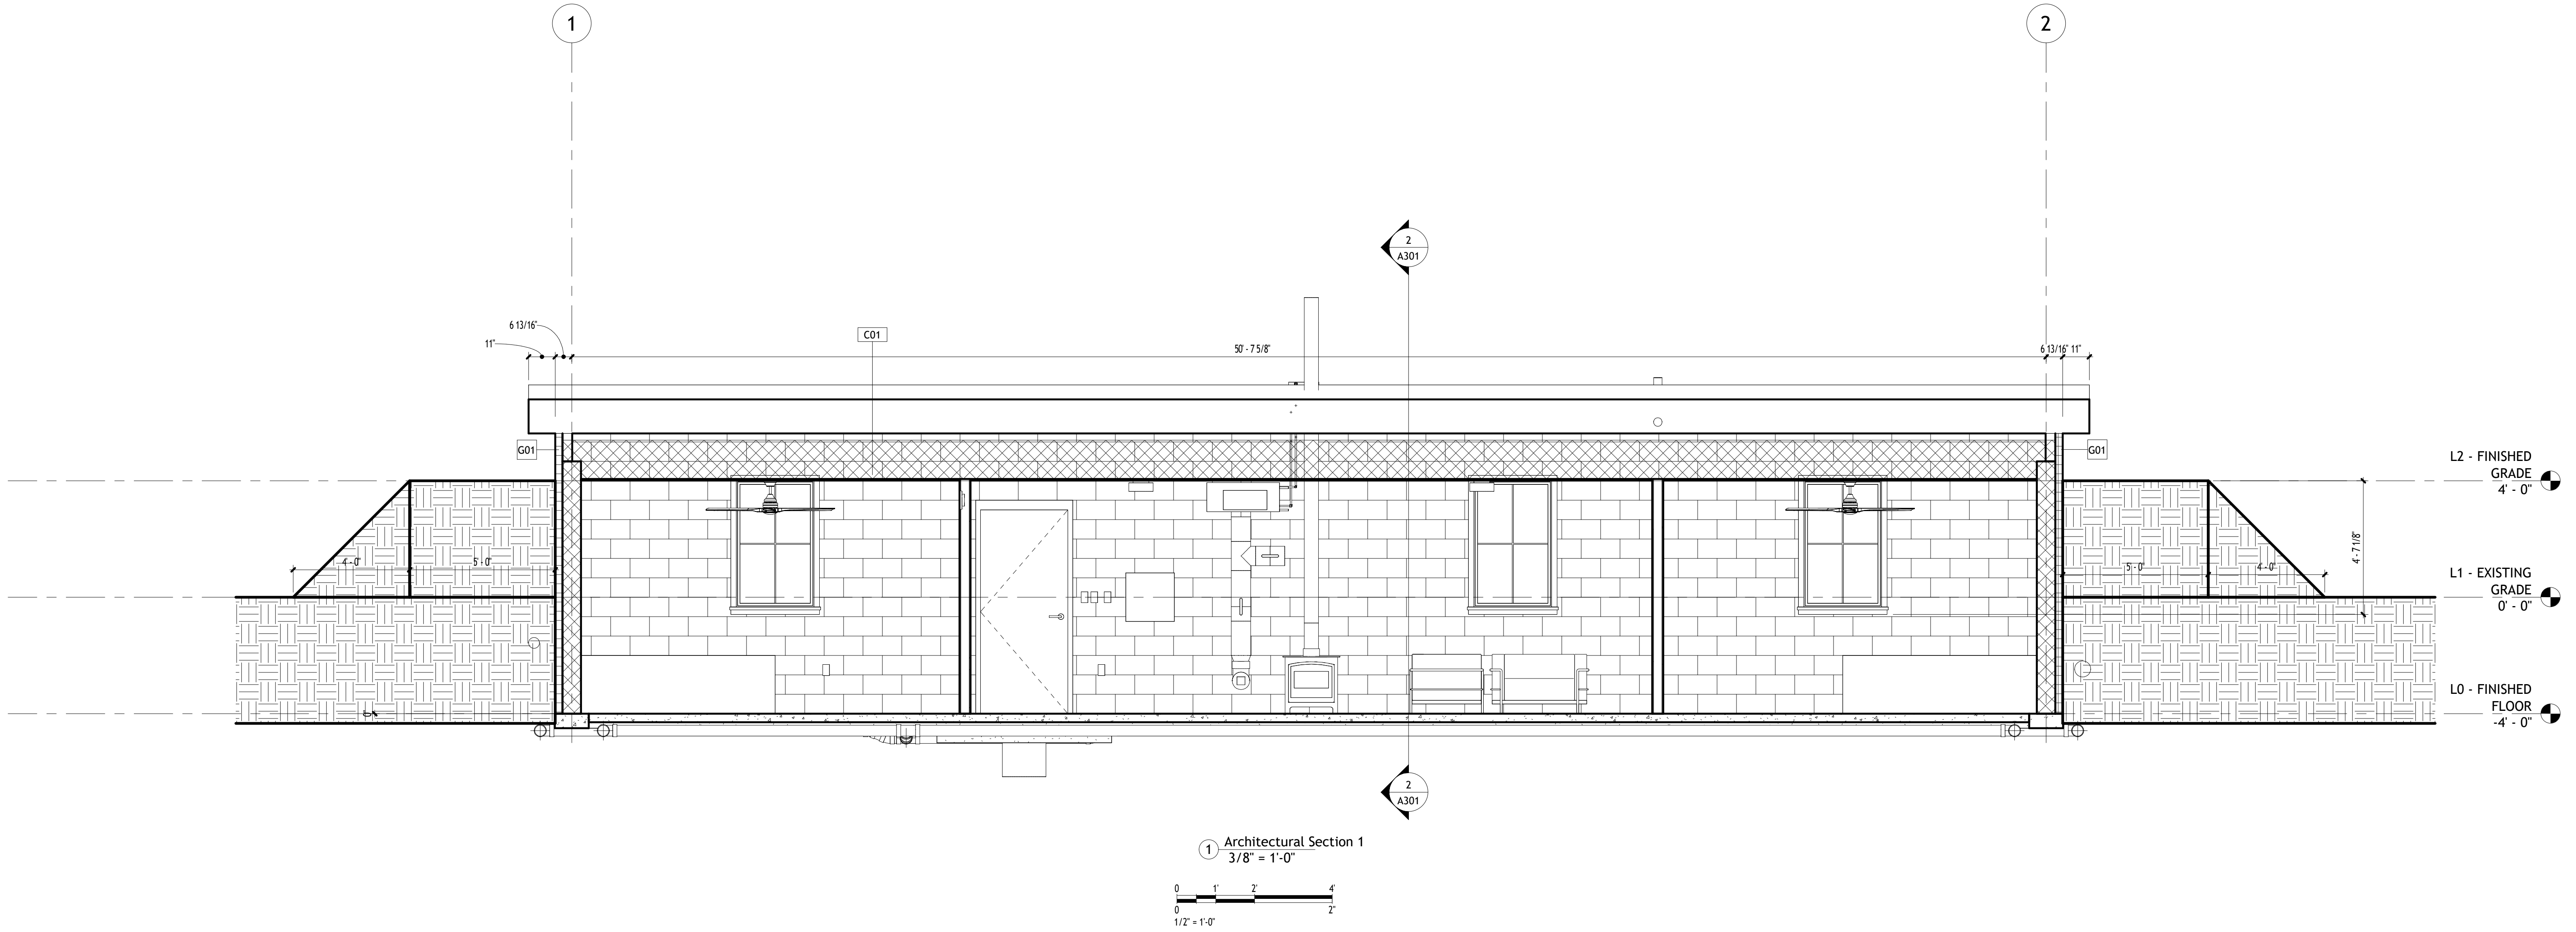 1
2
2
A301
6 13/16"
11"
C01
50' - 7 5/8"
6 13/16"
11"
G01
G01
L2 - FINISHED
GRADE
4' - 0"
4' - 0"
5' - 0"
5' - 0"
4' - 0"
4' - 7 1/8"
L1 - EXISTING
GRADE
0' - 0"
L0 - FINISHED
FLOOR
-4' - 0"
2
A301
1
Architectural Section 1
3/8" = 1'-0"
0
1'
2'
4'
0
2"
1/2" = 1'-0"